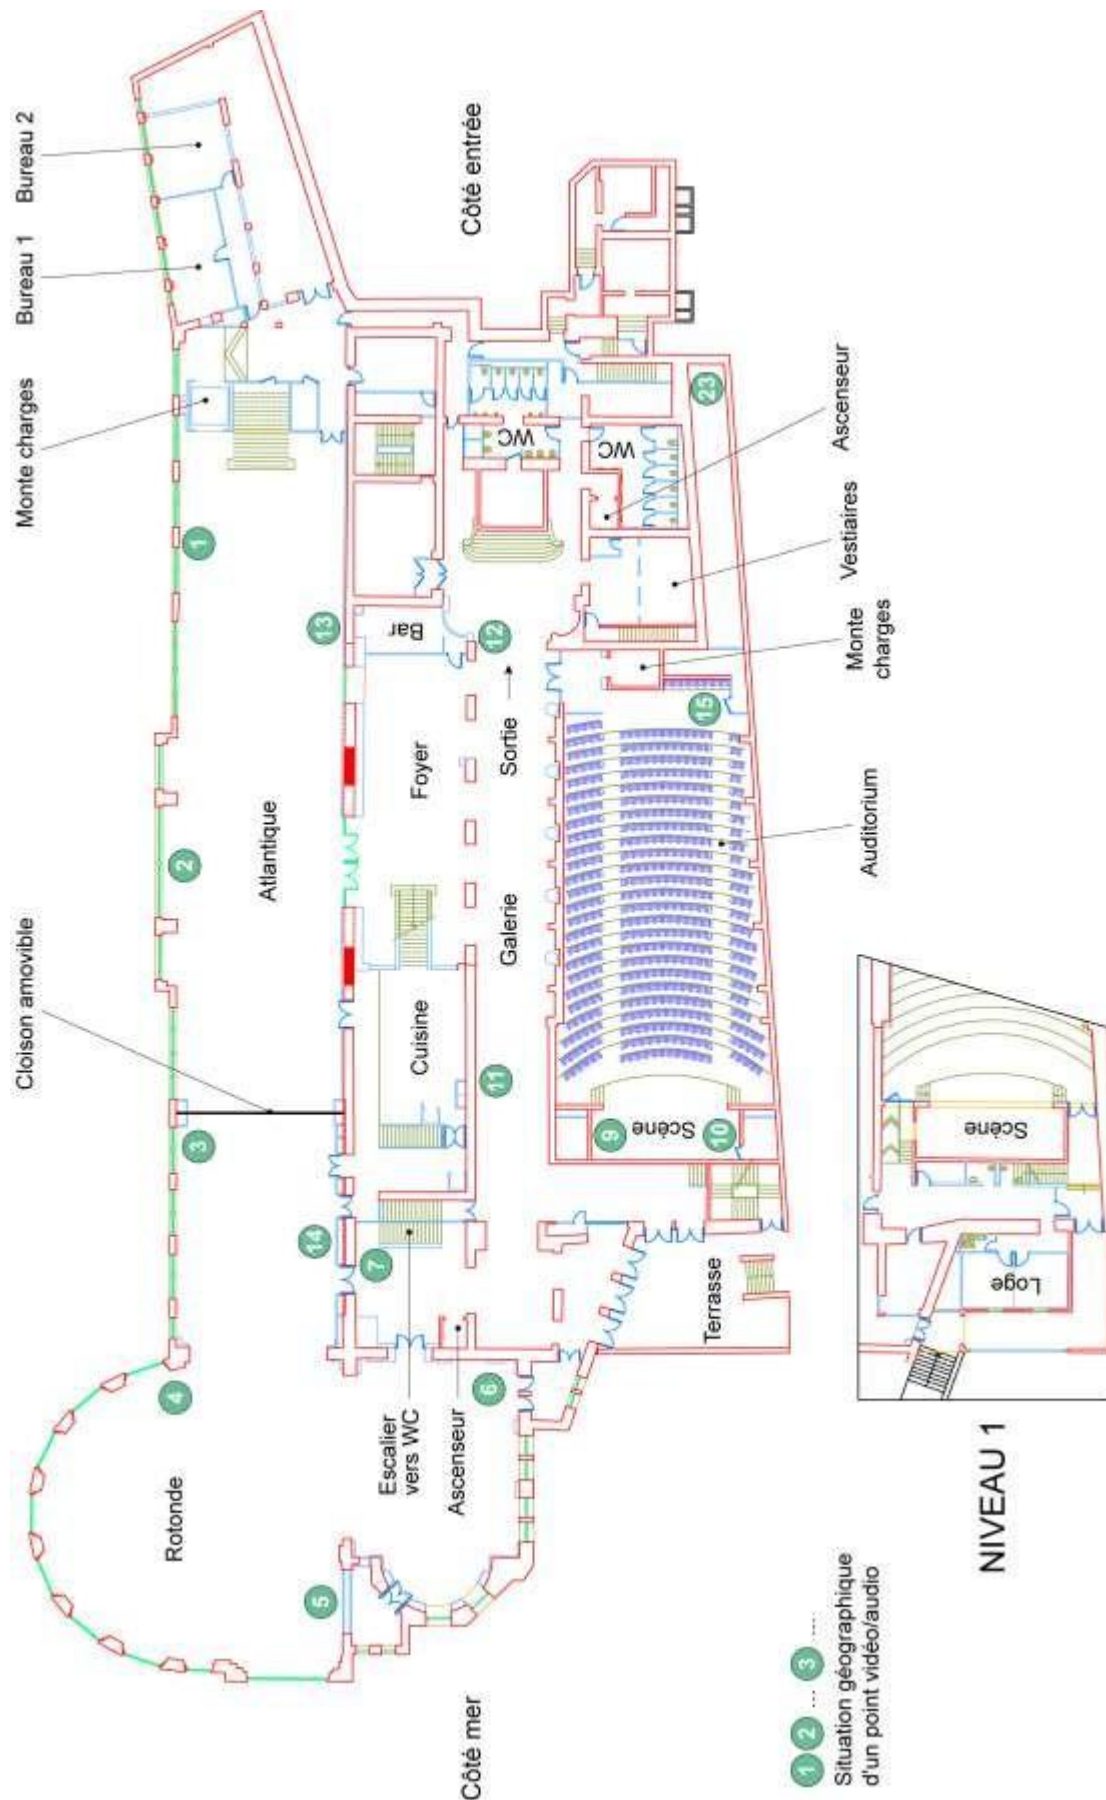 Côté mer
Côté entrée
Rotonde
Cloison amovible
Atlantique
Monte charges
Bureau 1
Bureau 2
4
3
2
1
5
14
13
7
Escalier
vers WC
Ascenseur
6
Cuisine
11
Foyer
Bar
12
Galerie
Sortie
WC
WC
Terrasse
9
Scène
10
15
23
Auditorium
Monte
charges
Vestiaires
Ascenseur
Scène
Loge
NIVEAU 1
1 2 ... 3 ....
Situation géographique
d'un point vidéo/audio